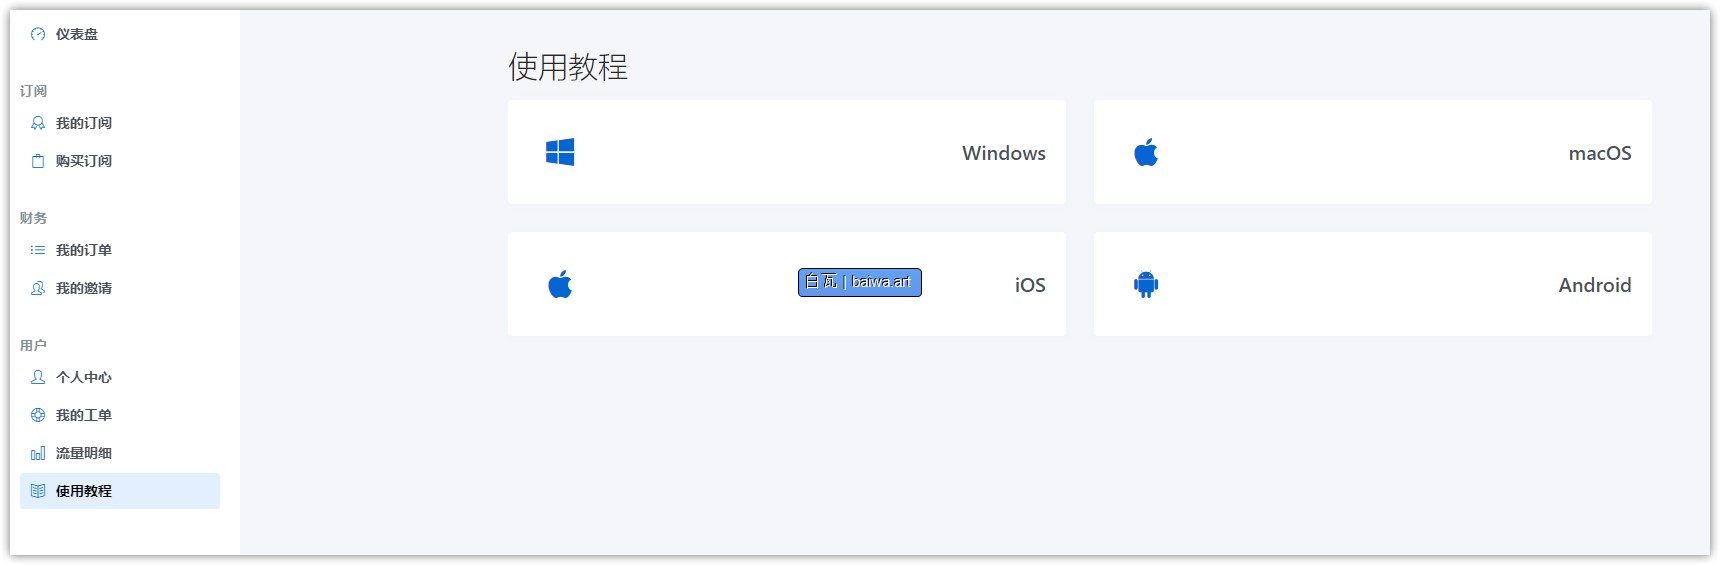 仪表盘
订阅
我的订阅
购买订阅
财务
我的订单
我的邀请
用户
个人中心
我的工单
流量明细
使用教程
使用教程
Windows
macOS
iOS
白瓦 | baiwa.art
Android